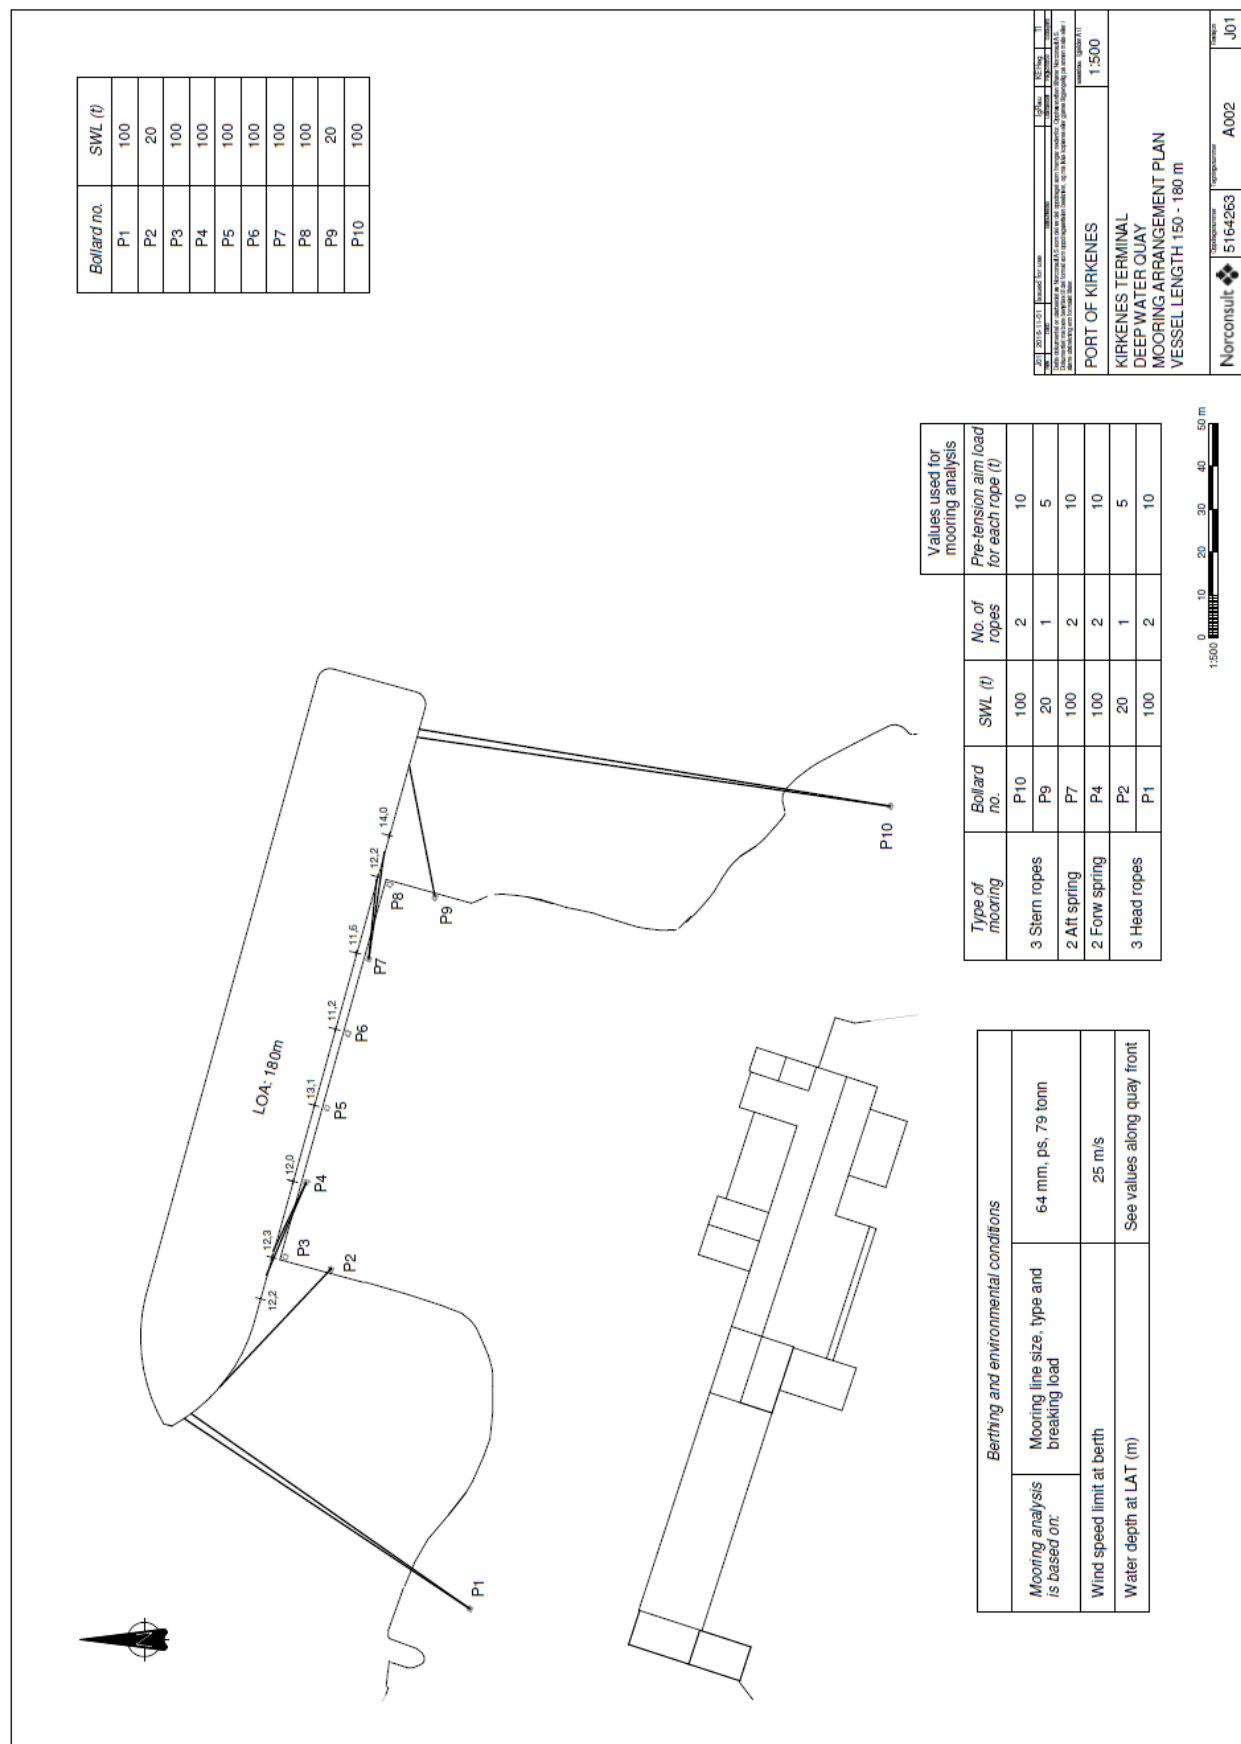 Bollard no. SWL (t)
P1 100
P2 20
P3 100
P4 100
P5 100
P6 100
P7 100
P8 100
P9 20
P10 100
N
LOA: 180m
12,2
12,3
12,0
13,1
11,2
11,6
12,2
14,0
P1
P2
P3
P4
P5
P6
P7
P8
P9
P10
Berthing and environmental conditions
Mooring analysis
is based on:
Mooring line size, type and
breaking load
64 mm, ps, 79 tonn
Wind speed limit at berth 25 m/s
Water depth at LAT (m) See values along quay front
Values used for
mooring analysis
Type of
mooring
Bollard
no.
SWL (t)
No. of
ropes
Pre-tension aim load
for each rope (t)
3 Stern ropes
P10 100 2 10
P9 20 1 5
2 Aft spring P7 100 2 10
2 Forw spring P4 100 2 10
3 Head ropes
P2 20 1 5
P1 100 2 10
1:500
0 10 20 30 40 50 m
J01 2016-11-01 Issued for use
PORT OF KIRKENES
1:500
KIRKENES TERMINAL
DEEP WATER QUAY
MOORING ARRANGEMENT PLAN
VESSEL LENGTH 150 - 180 m
Norconsult
Oppdragsnummer
5164263
Tegningsnummer
A002
J01